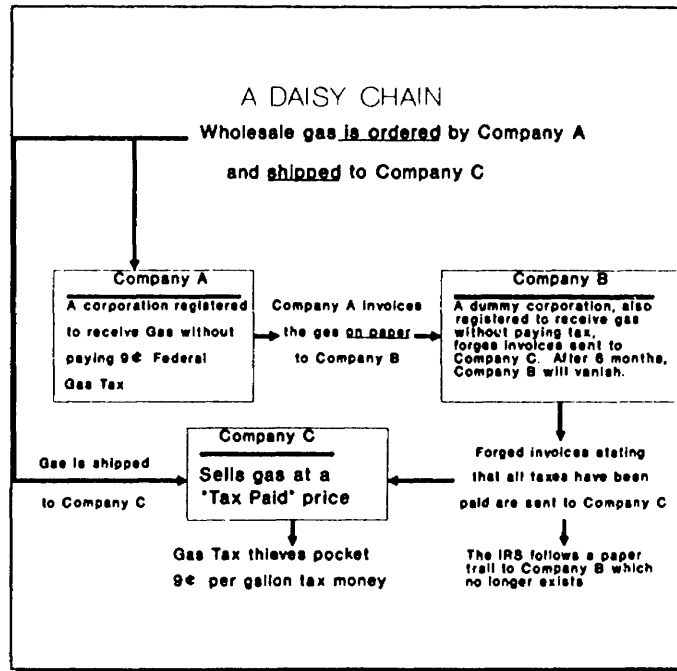 A DAISY CHAIN
Wholesale gas is ordered by Company A
and shipped to Company C
Company A
A corporation registered
to receive Gas without
paying 9¢ Federal
Gas Tax
Company A invoices
the gas on paper
to Company B
Company B
A dummy corporation, also
registered to receive gas
without paying tax,
forges invoices sent to
Company C. After 6 months,
Company B will vanish.
Gas is shipped
to Company C
Company C
Sells gas at a
"Tax Paid" price
Forged invoices stating
that all taxes have been
paid are sent to Company C
Gas Tax thieves pocket
9¢ per gallon tax money
The IRS follows a paper
trail to Company B which
no longer exists